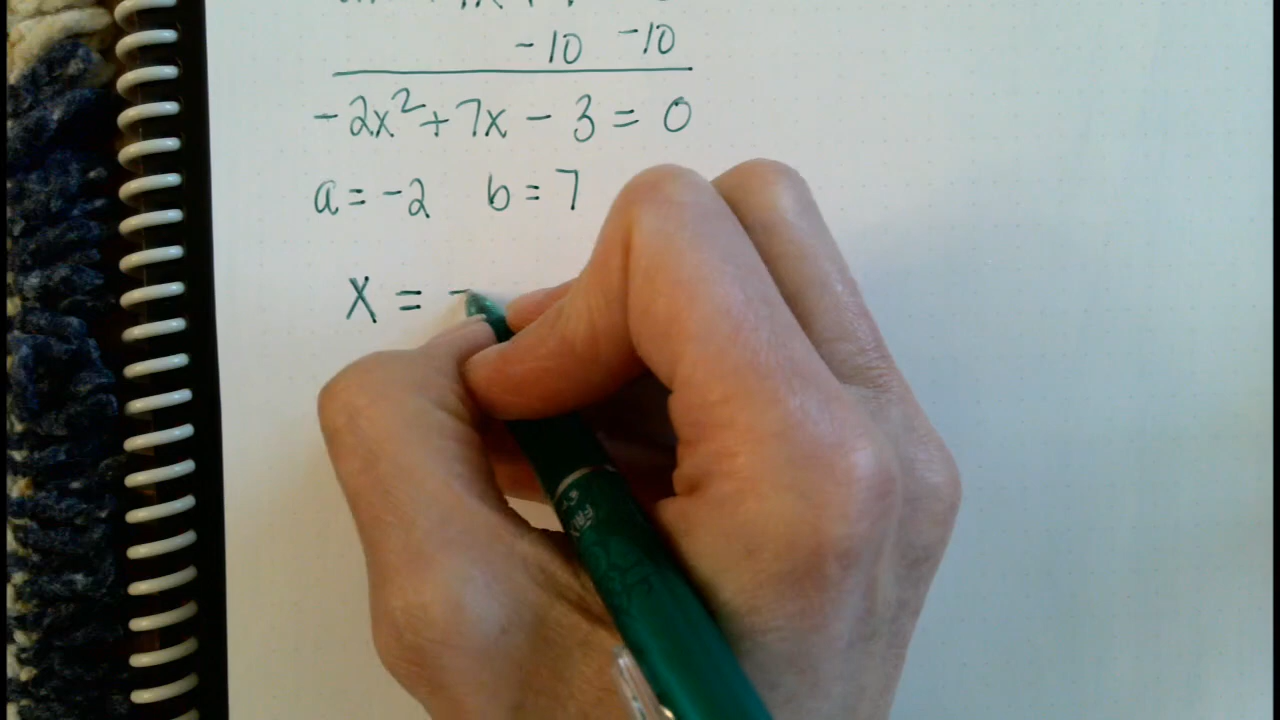 -10 -10
-2x²+7x - 3 = 0
a = -2 b = 7
x = -